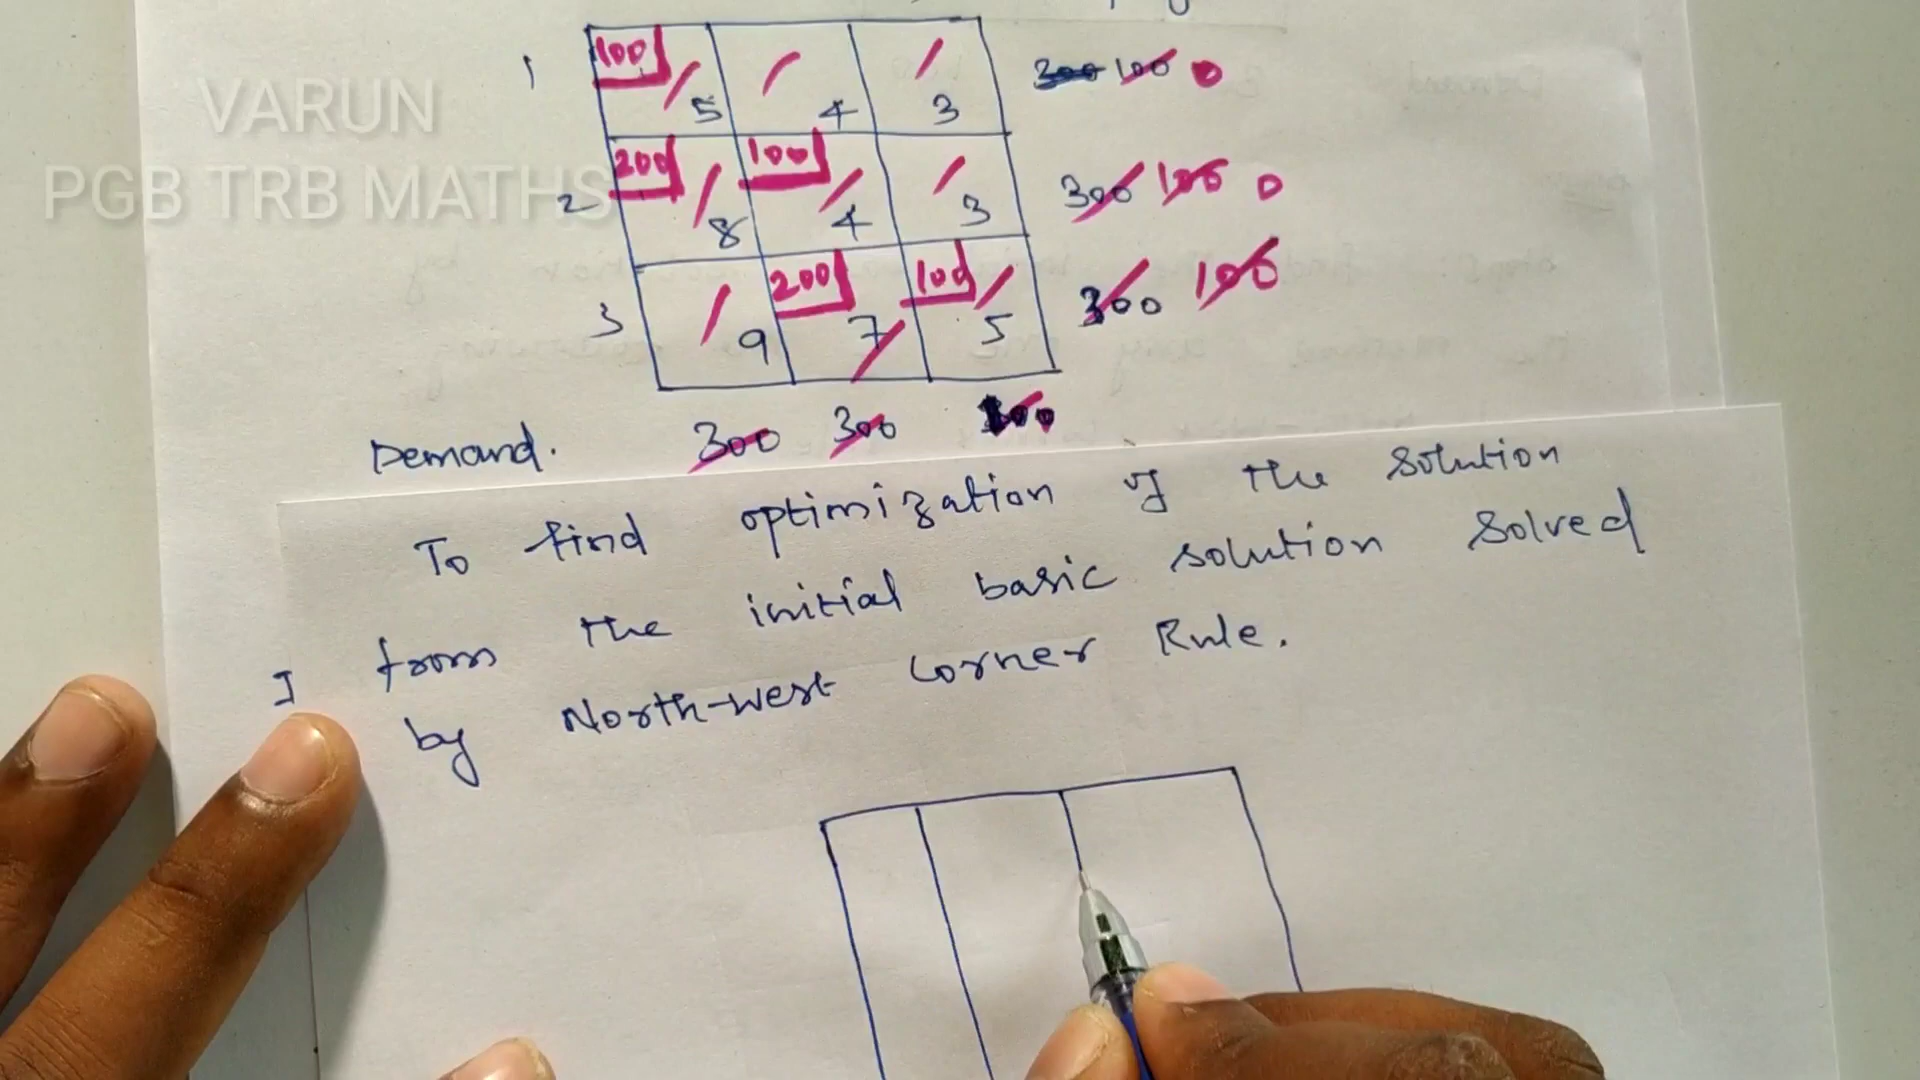 VARUN
PGB TRB MATHS
1 100 5 4 3 300 100 0
2 200 8 100 4 3 300 100 0
3 9 200 7 100 5 300 100
Demand. 300 300 100
To find optimization of the solution
I from the initial basic solution solved
by North-West Corner Rule.